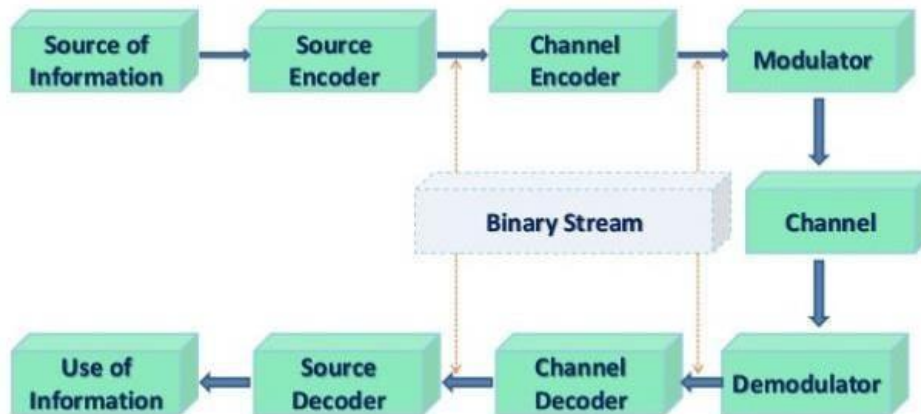 Source of
Information
Source
Encoder
Channel
Encoder
Modulator
Binary Stream
Channel
Use of
Information
Source
Decoder
Channel
Decoder
Demodulator